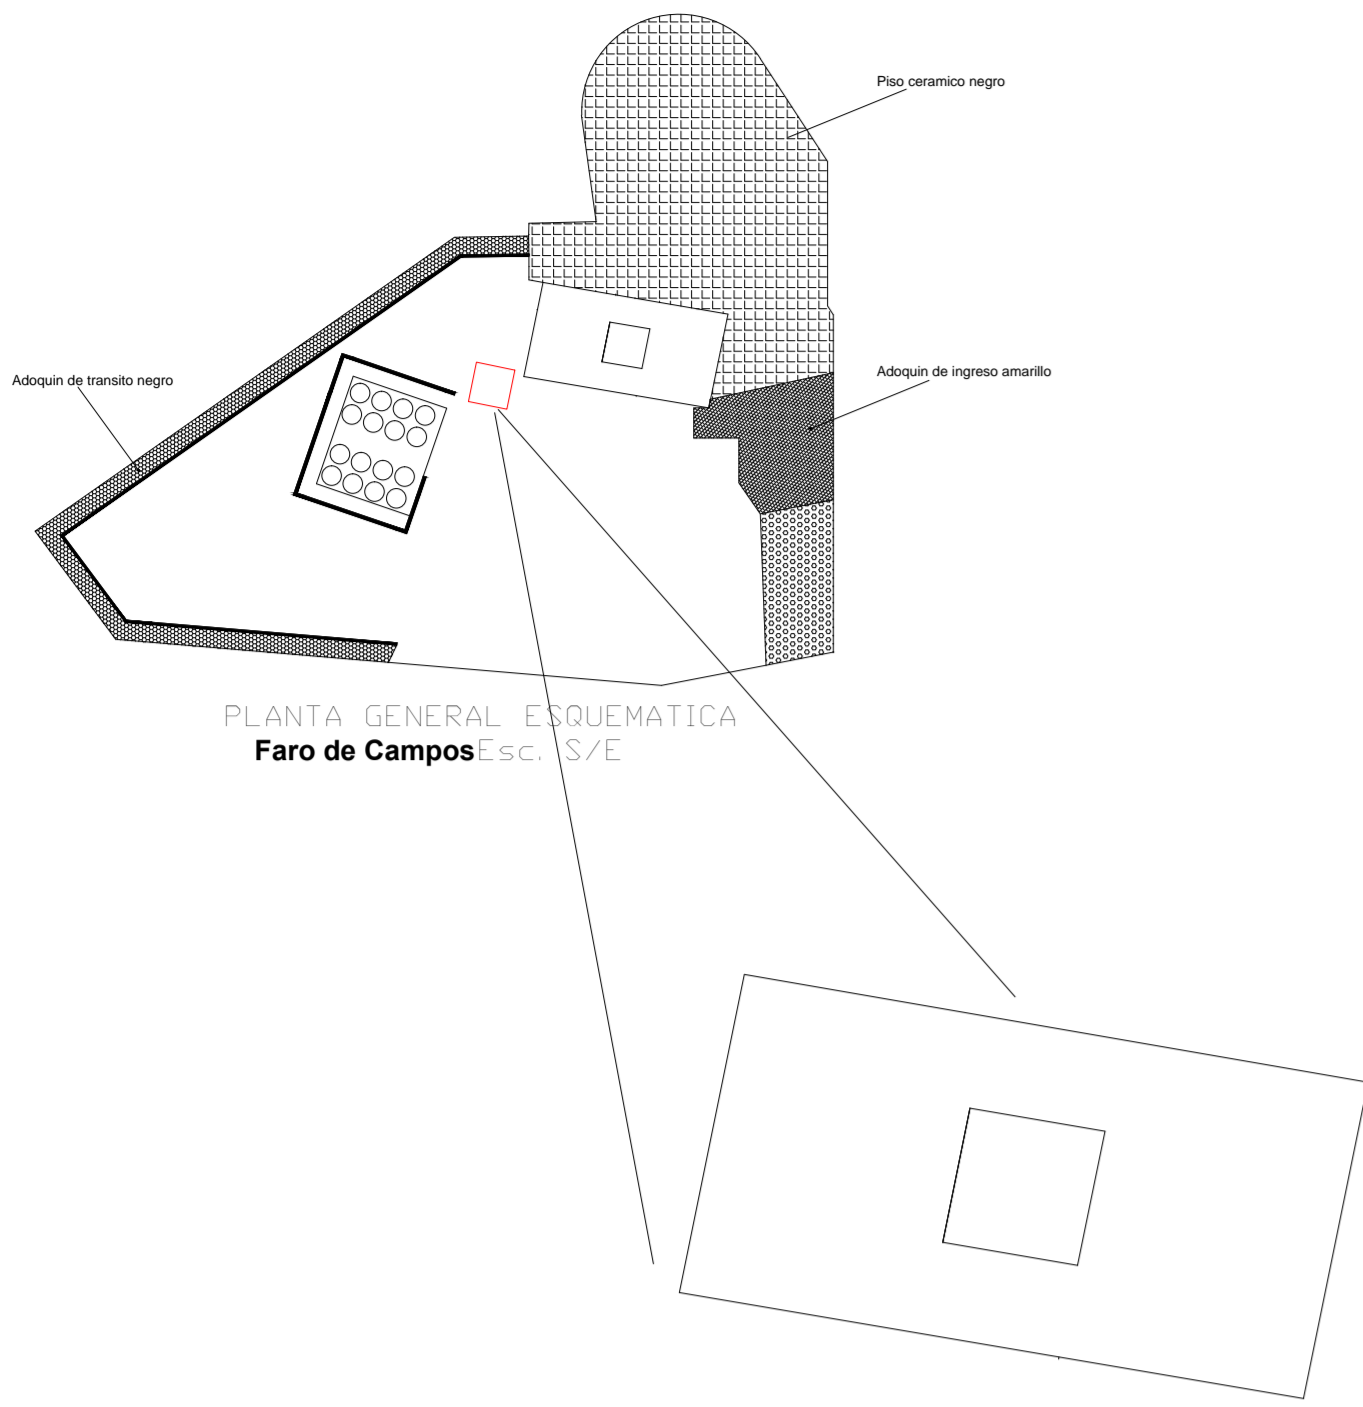 Piso ceramico negro
Adoquin de transito negro
Adoquin de ingreso amarillo
PLANTA GENERAL ESQUEMATICA
Faro de Campos Esc. S/E